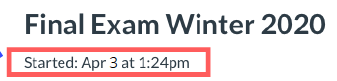 Final Exam Winter 2020
Started: Apr 3 at 1:24pm